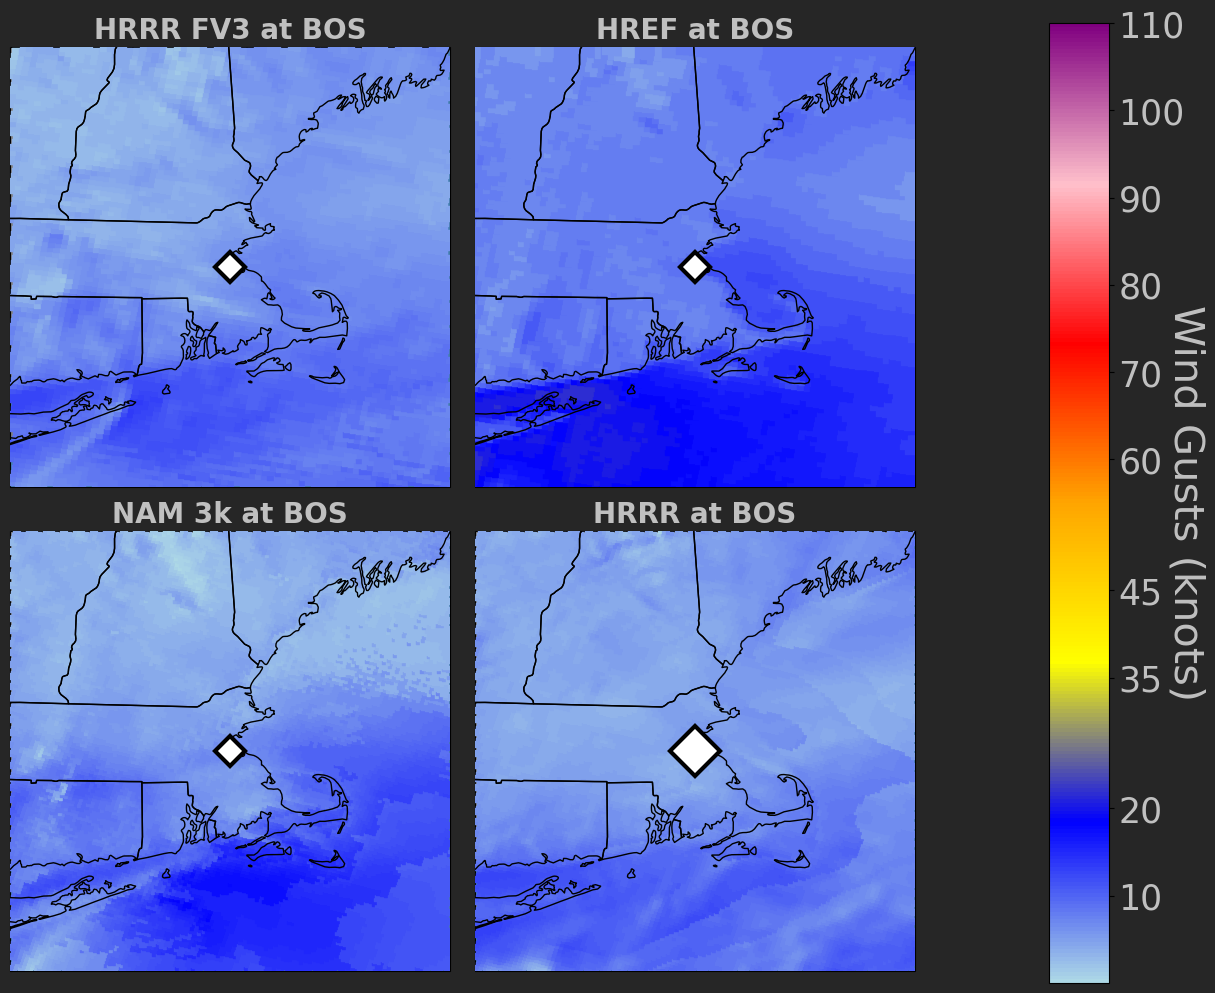 HRRR FV3 at BOS
HREF at BOS
NAM 3k at BOS
HRRR at BOS
110
100
90
80
70
60
45
35
20
10
Wind Gusts (knots)